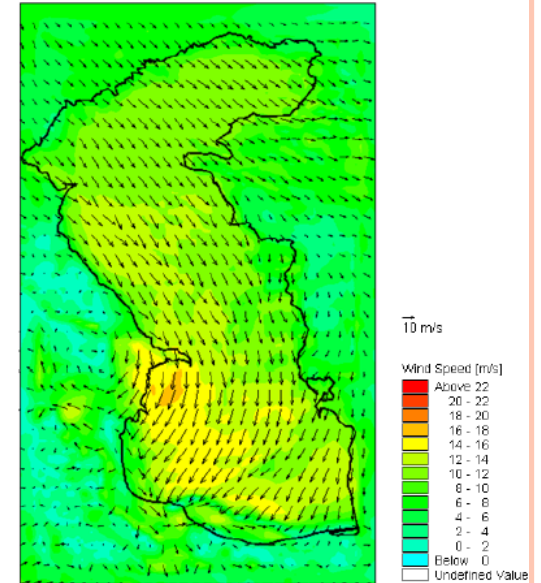 10 m/s
Wind Speed [m/s]
Above 22
20 - 22
18 - 20
16 - 18
14 - 16
12 - 14
10 - 12
8 - 10
6 - 8
4 - 6
2 - 4
0 - 2
Below 0
Undefined Value